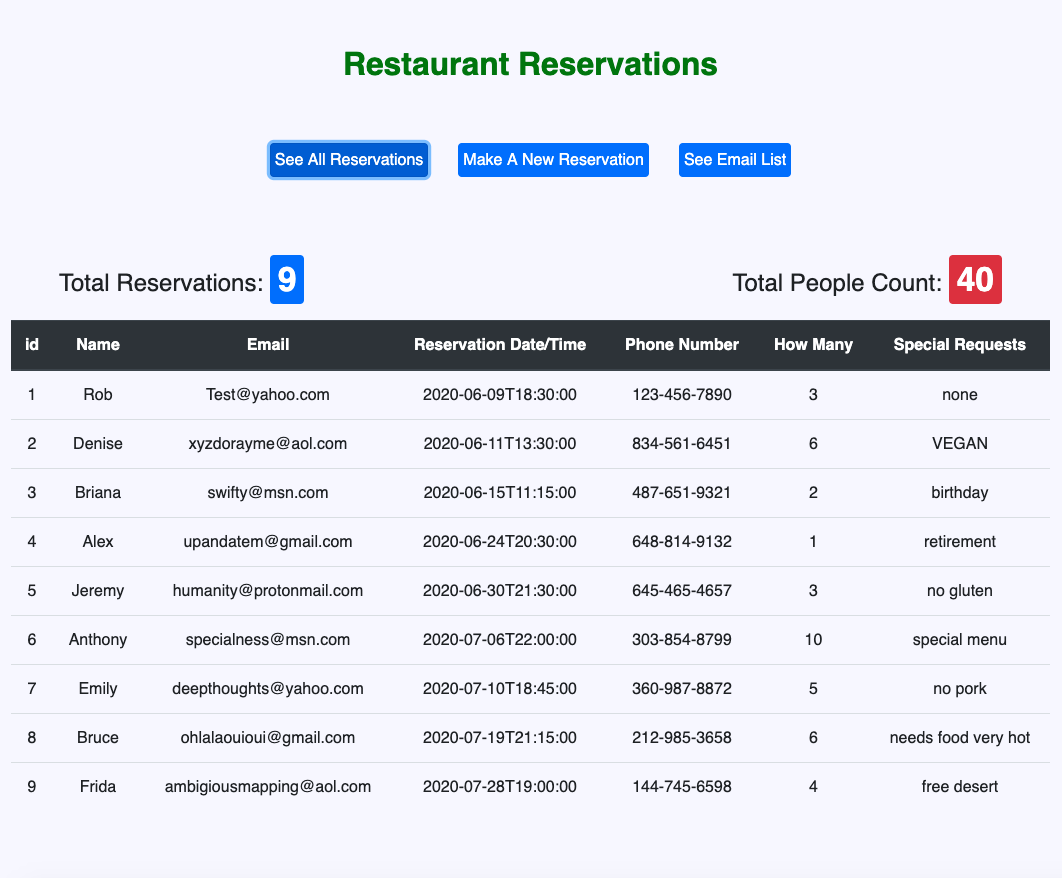 Restaurant Reservations
See All Reservations Make A New Reservation See Email List
Total Reservations: 9 Total People Count: 40
id Name Email Reservation Date/Time Phone Number How Many Special Requests
1 Rob Test@yahoo.com 2020-06-09T18:30:00 123-456-7890 3 none
2 Denise xyzdorayme@aol.com 2020-06-11T13:30:00 834-561-6451 6 VEGAN
3 Briana swifty@msn.com 2020-06-15T11:15:00 487-651-9321 2 birthday
4 Alex upandatem@gmail.com 2020-06-24T20:30:00 648-814-9132 1 retirement
5 Jeremy humanity@protonmail.com 2020-06-30T21:30:00 645-465-4657 3 no gluten
6 Anthony specialness@msn.com 2020-07-06T22:00:00 303-854-8799 10 special menu
7 Emily deepthoughts@yahoo.com 2020-07-10T18:45:00 360-987-8872 5 no pork
8 Bruce ohlalaouioui@gmail.com 2020-07-19T21:15:00 212-985-3658 6 needs food very hot
9 Frida ambigiousmapping@aol.com 2020-07-28T19:00:00 144-745-6598 4 free desert